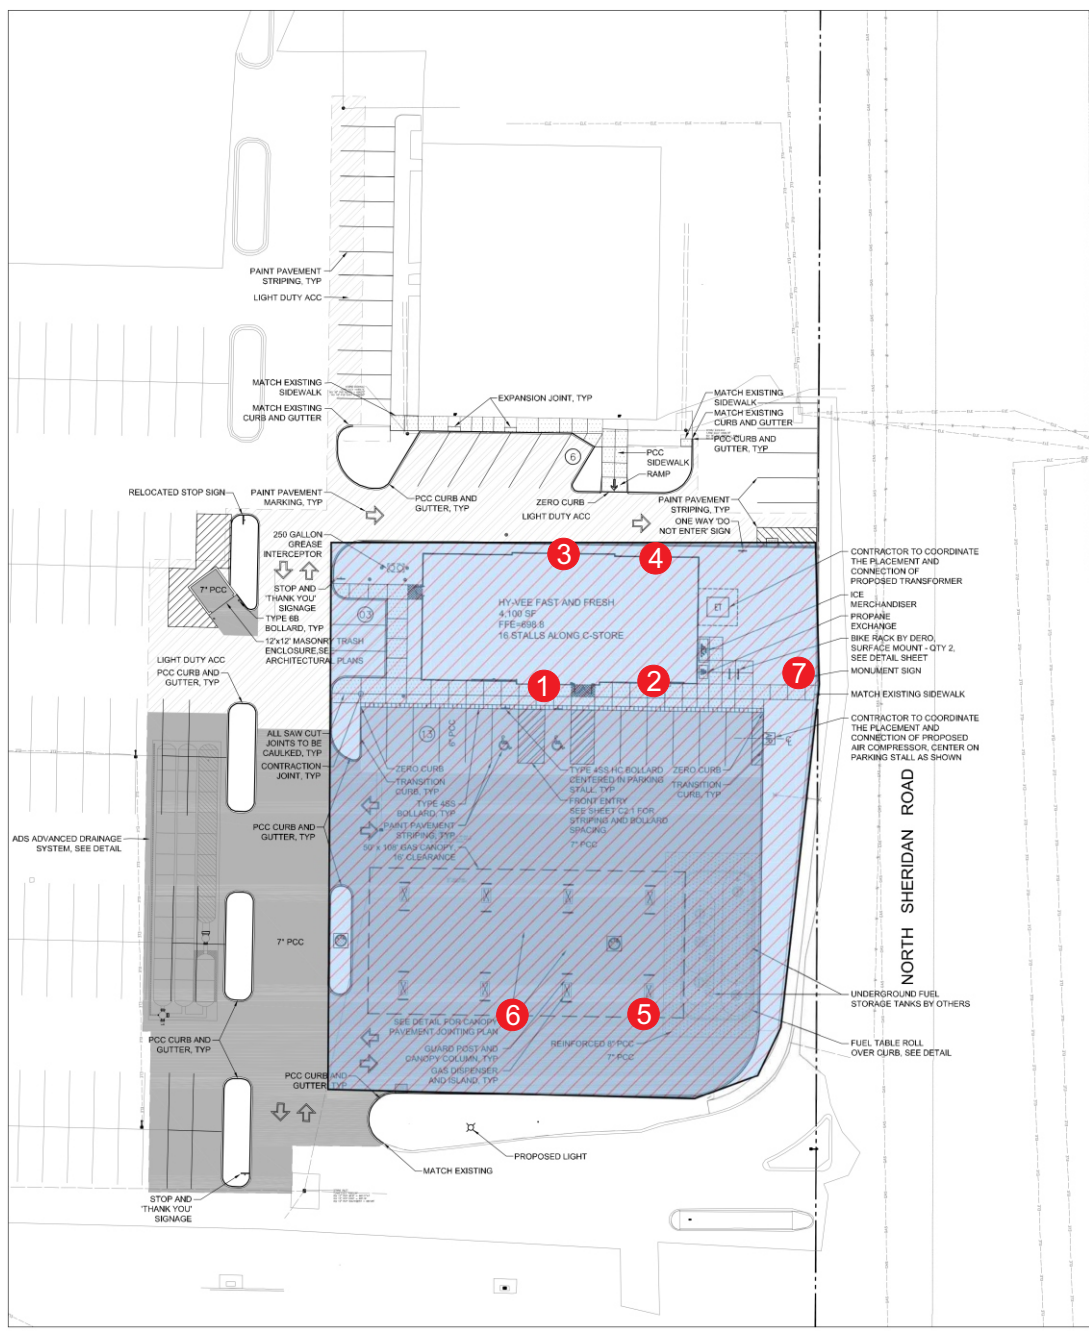 PAINT PAVEMENT
STRIPING, TYP
LIGHT DUTY ACC
MATCH EXISTING
SIDEWALK
MATCH EXISTING
CURB AND GUTTER
EXPANSION JOINT, TYP
MATCH EXISTING
SIDEWALK
MATCH EXISTING
CURB AND GUTTER
PCC CURB AND
GUTTER, TYP
6
PCC
SIDEWALK
RAMP
RELOCATED STOP SIGN
PAINT PAVEMENT
MARKING, TYP
PCC CURB AND
GUTTER, TYP
ZERO CURB
LIGHT DUTY ACC
PAINT PAVEMENT
STRIPING, TYP
ONE WAY 'DO
NOT ENTER' SIGN
250 GALLON
GREASE
INTERCEPTOR
3
4
CONTRACTOR TO COORDINATE
THE PLACEMENT AND
CONNECTION OF
PROPOSED TRANSFORMER
7" PCC
STOP AND
'THANK YOU'
SIGNAGE
TYPE 6B
BOLLARD, TYP
12'x12' MASONRY TRASH
ENCLOSURE, SEE
ARCHITECTURAL PLANS
03
HY-VEE FAST AND FRESH
4,100 SF
FFE=698.8
16 STALLS ALONG C-STORE
ET
ICE
MERCHANDISER
PROPANE
EXCHANGE
BIKE RACK BY DERO,
SURFACE MOUNT - QTY 2,
SEE DETAIL SHEET
MONUMENT SIGN
LIGHT DUTY ACC
PCC CURB AND
GUTTER, TYP
1
2
7
MATCH EXISTING SIDEWALK
CONTRACTOR TO COORDINATE
THE PLACEMENT AND
CONNECTION OF PROPOSED
AIR COMPRESSOR, CENTER ON
PARKING STALL AS SHOWN
ALL SAW CUT
JOINTS TO BE
CAULKED, TYP
CONTRACTION
JOINT, TYP
13
6" PCC
ZERO CURB
TRANSITION
CURB, TYP
TYPE 4SS
BOLLARD, TYP
PAINT PAVEMENT
STRIPING, TYP
50' x 108' GAS CANOPY,
16' CLEARANCE
TYPE 4SS HC BOLLARD
CENTERED IN PARKING
STALL, TYP
FRONT ENTRY
SEE SHEET C2.1 FOR
STRIPING AND BOLLARD
SPACING
7" PCC
ZERO CURB
TRANSITION
CURB, TYP
ADS ADVANCED DRAINAGE
SYSTEM, SEE DETAIL
PCC CURB AND
GUTTER, TYP
NORTH SHERIDAN ROAD
7" PCC
UNDERGROUND FUEL
STORAGE TANKS BY OTHERS
6
5
SEE DETAIL FOR CANOPY
PAVEMENT JOINTING PLAN
GUARD POST AND
CANOPY COLUMN, TYP
GAS DISPENSER
AND ISLAND, TYP
REINFORCED 8" PCC
7" PCC
FUEL TABLE ROLL
OVER CURB, SEE DETAIL
PCC CURB AND
GUTTER, TYP
PCC CURB AND
GUTTER, TYP
PROPOSED LIGHT
MATCH EXISTING
STOP AND
'THANK YOU'
SIGNAGE